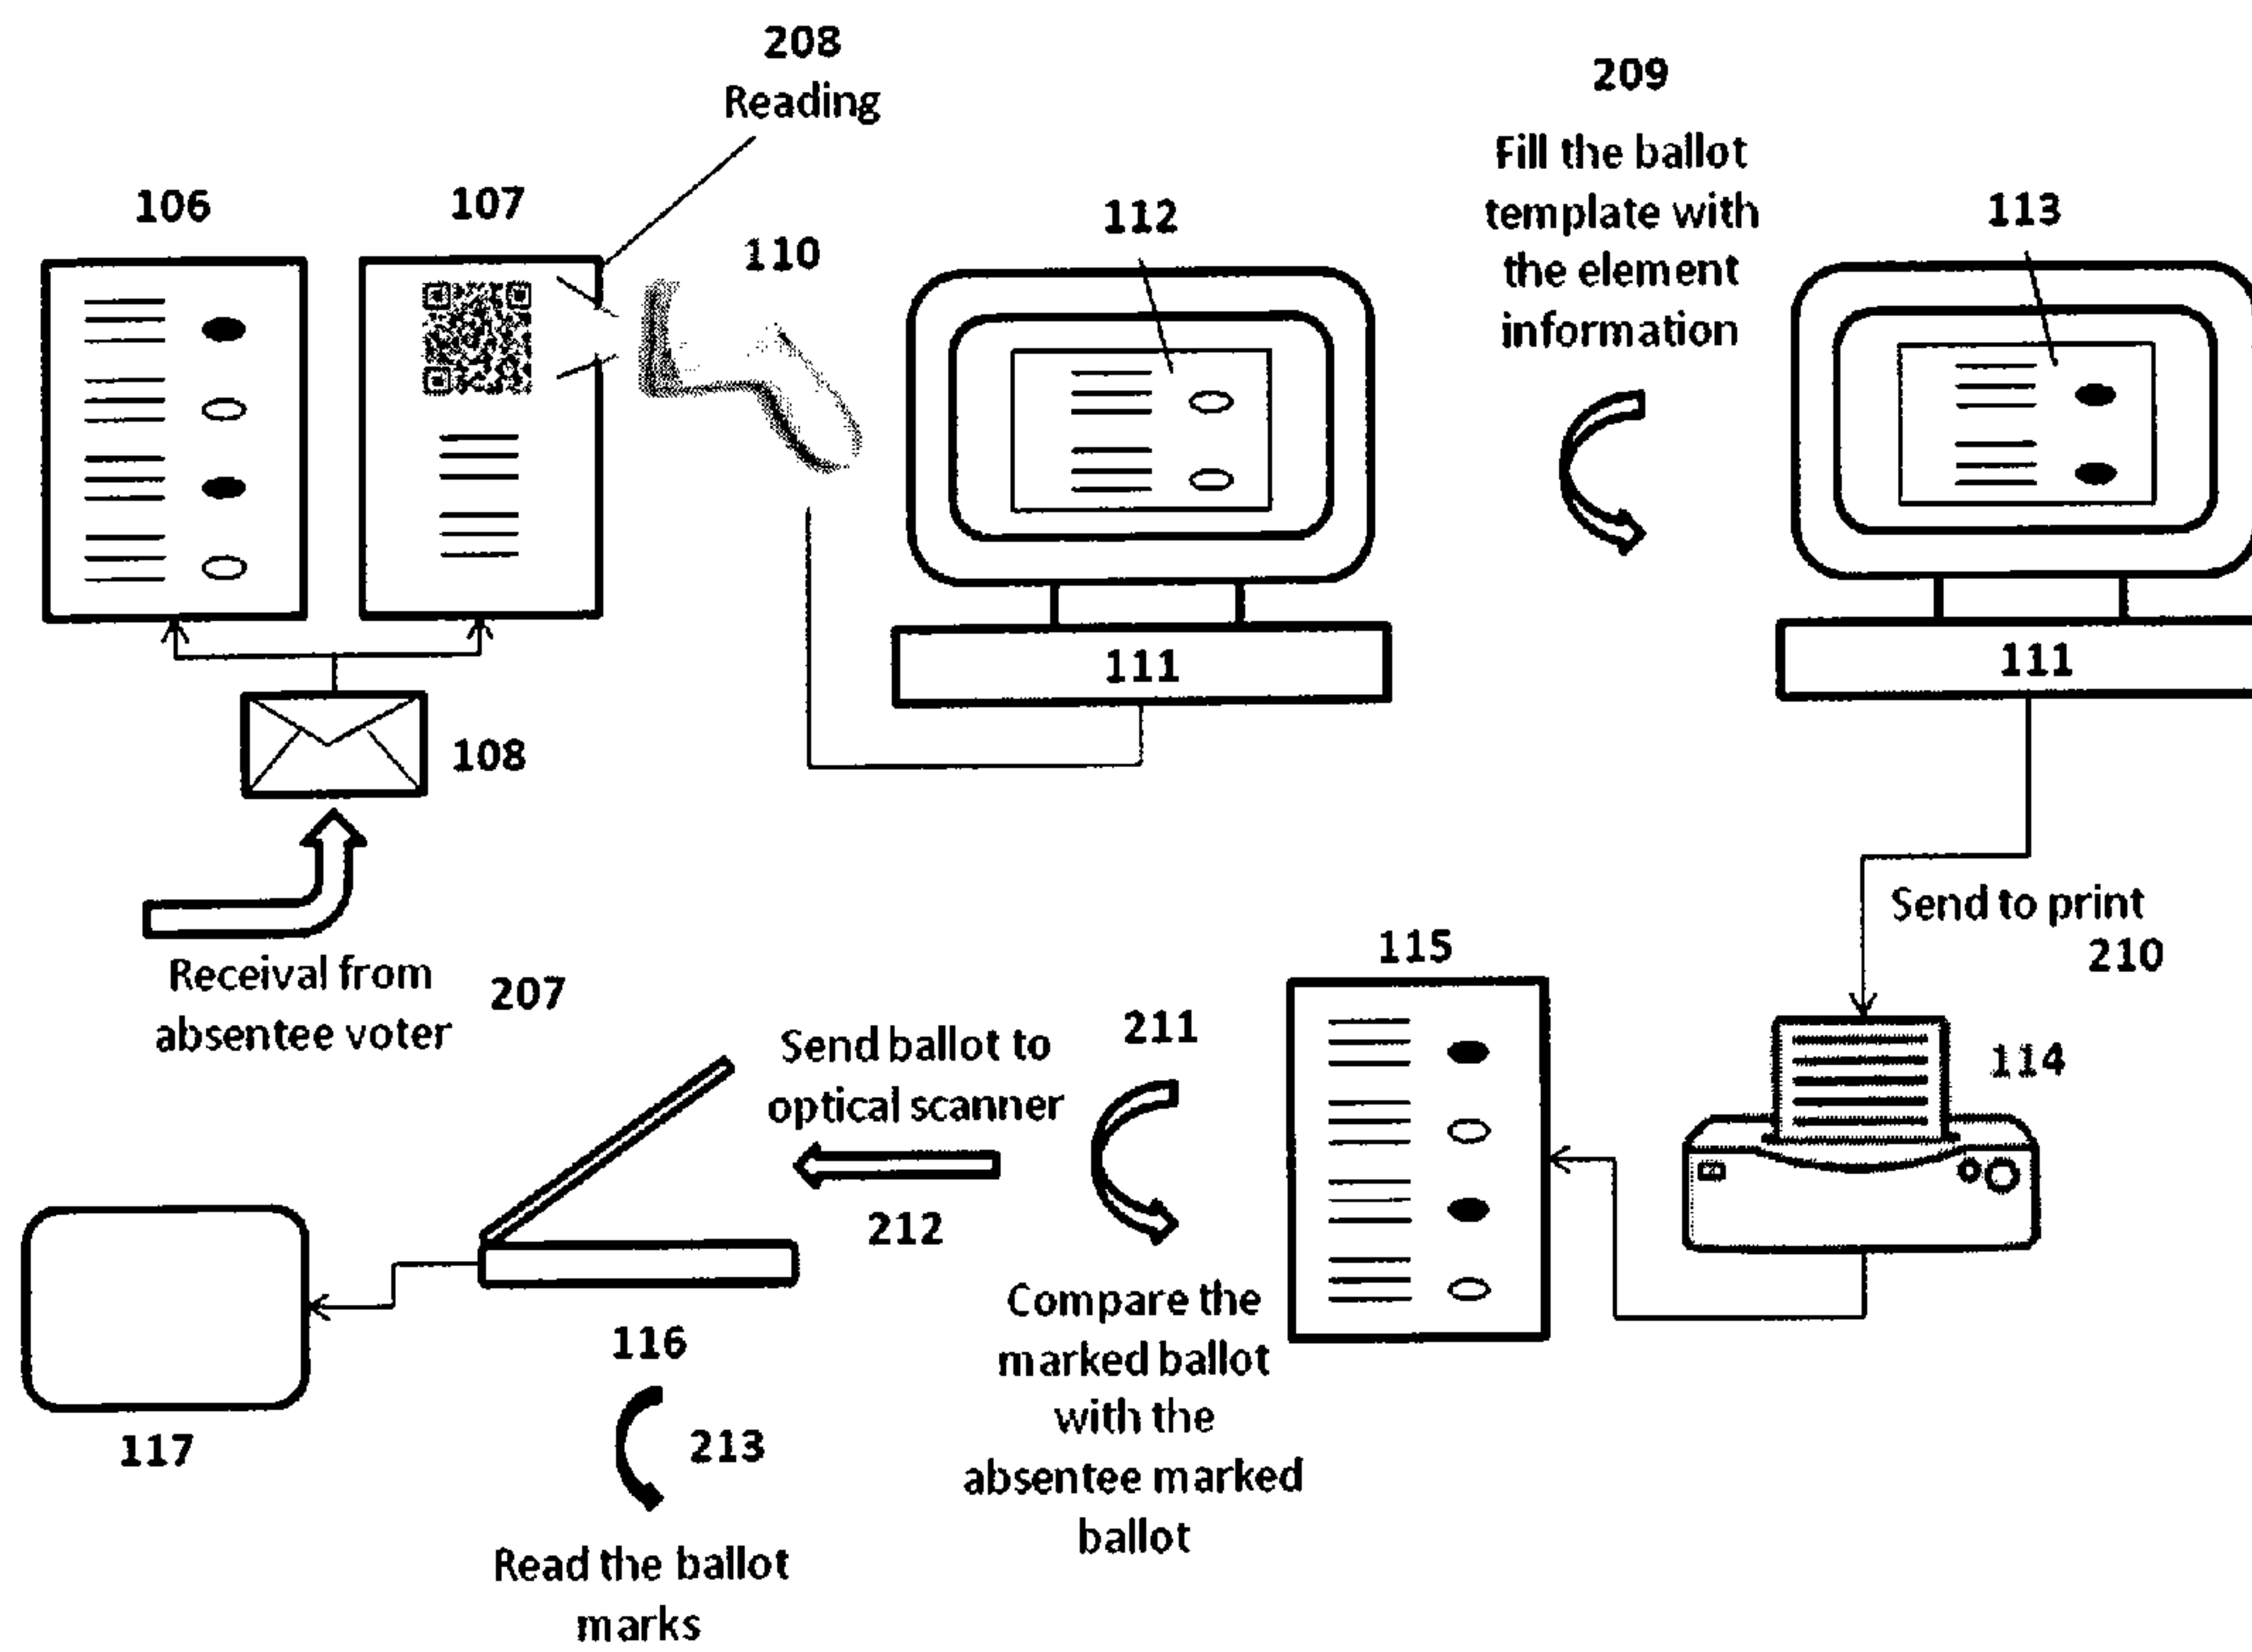 208
Reading
106
107
110
112
209
Fill the ballot
template with
the element
information
113
111
111
108
Receival from
absentee voter
207
Send to print
210
114
115
211
Compare the
marked ballot
with the
absentee marked
ballot
Send ballot to
optical scanner
212
116
213
Read the ballot
marks
117